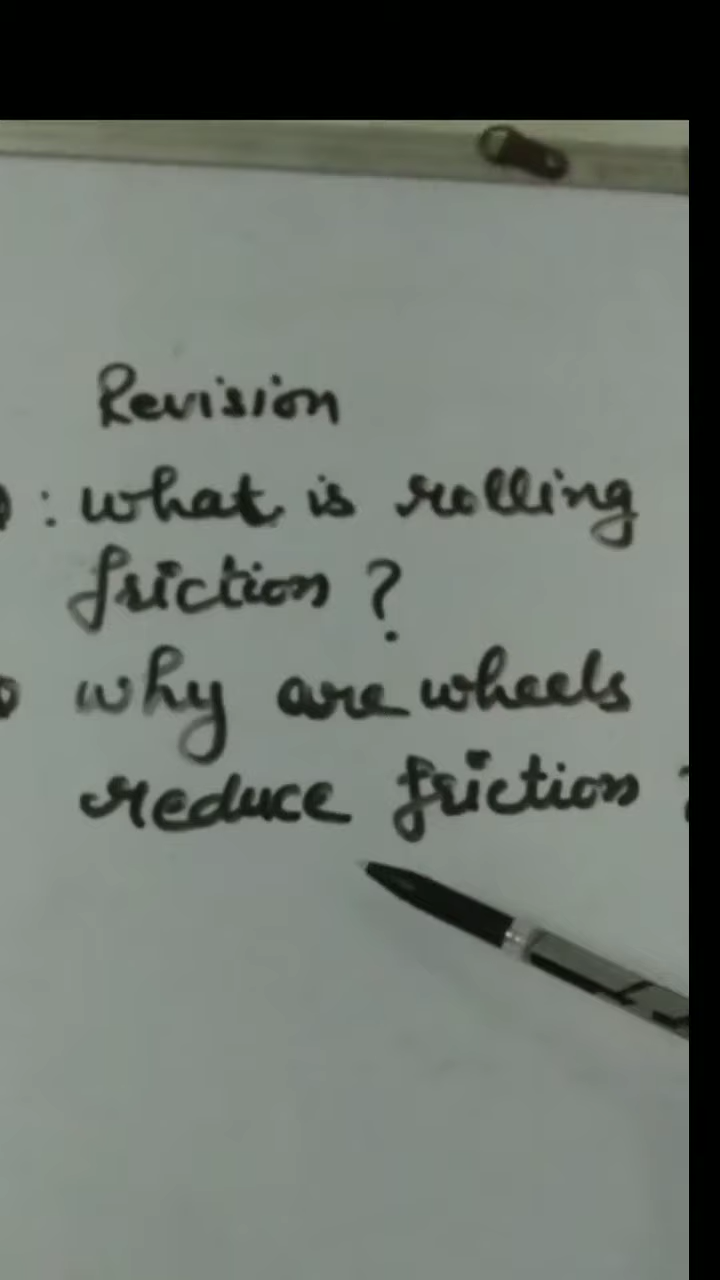 Revision
: what is rolling
friction ?
why are wheels
reduce friction ?